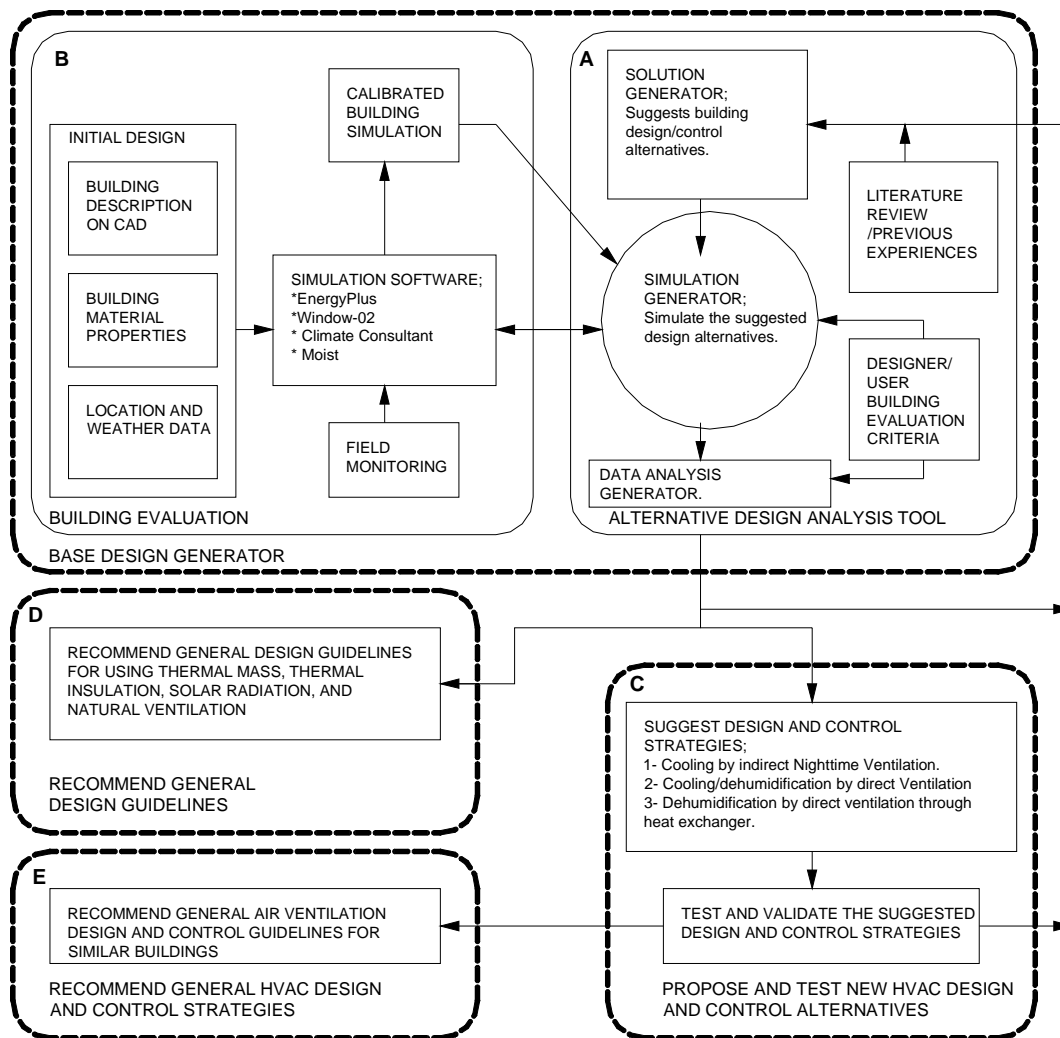 B
CALIBRATED
BUILDING
SIMULATION
INITIAL DESIGN
BUILDING
DESCRIPTION
ON CAD
BUILDING
MATERIAL
PROPERTIES
LOCATION AND
WEATHER DATA
SIMULATION SOFTWARE;
*EnergyPlus
*Window-02
* Climate Consultant
* Moist
FIELD
MONITORING
BUILDING EVALUATION
BASE DESIGN GENERATOR
A
SOLUTION
GENERATOR;
Suggests building
design/control
alternatives.
LITERATURE
REVIEW
/PREVIOUS
EXPERIENCES
SIMULATION
GENERATOR;
Simulate the suggested
design alternatives.
DESIGNER/
USER
BUILDING
EVALUATION
CRITERIA
DATA ANALYSIS
GENERATOR.
ALTERNATIVE DESIGN ANALYSIS TOOL
D
RECOMMEND GENERAL DESIGN GUIDELINES
FOR USING THERMAL MASS, THERMAL
INSULATION, SOLAR RADIATION, AND
NATURAL VENTILATION
RECOMMEND GENERAL
DESIGN GUIDELINES
C
SUGGEST DESIGN AND CONTROL
STRATEGIES;
1- Cooling by indirect Nighttime Ventilation.
2- Cooling/dehumidification by direct Ventilation
3- Dehumidification by direct ventilation through
heat exchanger.
TEST AND VALIDATE THE SUGGESTED
DESIGN AND CONTROL STRATEGIES
PROPOSE AND TEST NEW HVAC DESIGN
AND CONTROL ALTERNATIVES
E
RECOMMEND GENERAL AIR VENTILATION
DESIGN AND CONTROL GUIDELINES FOR
SIMILAR BUILDINGS
RECOMMEND GENERAL HVAC DESIGN
AND CONTROL STRATEGIES